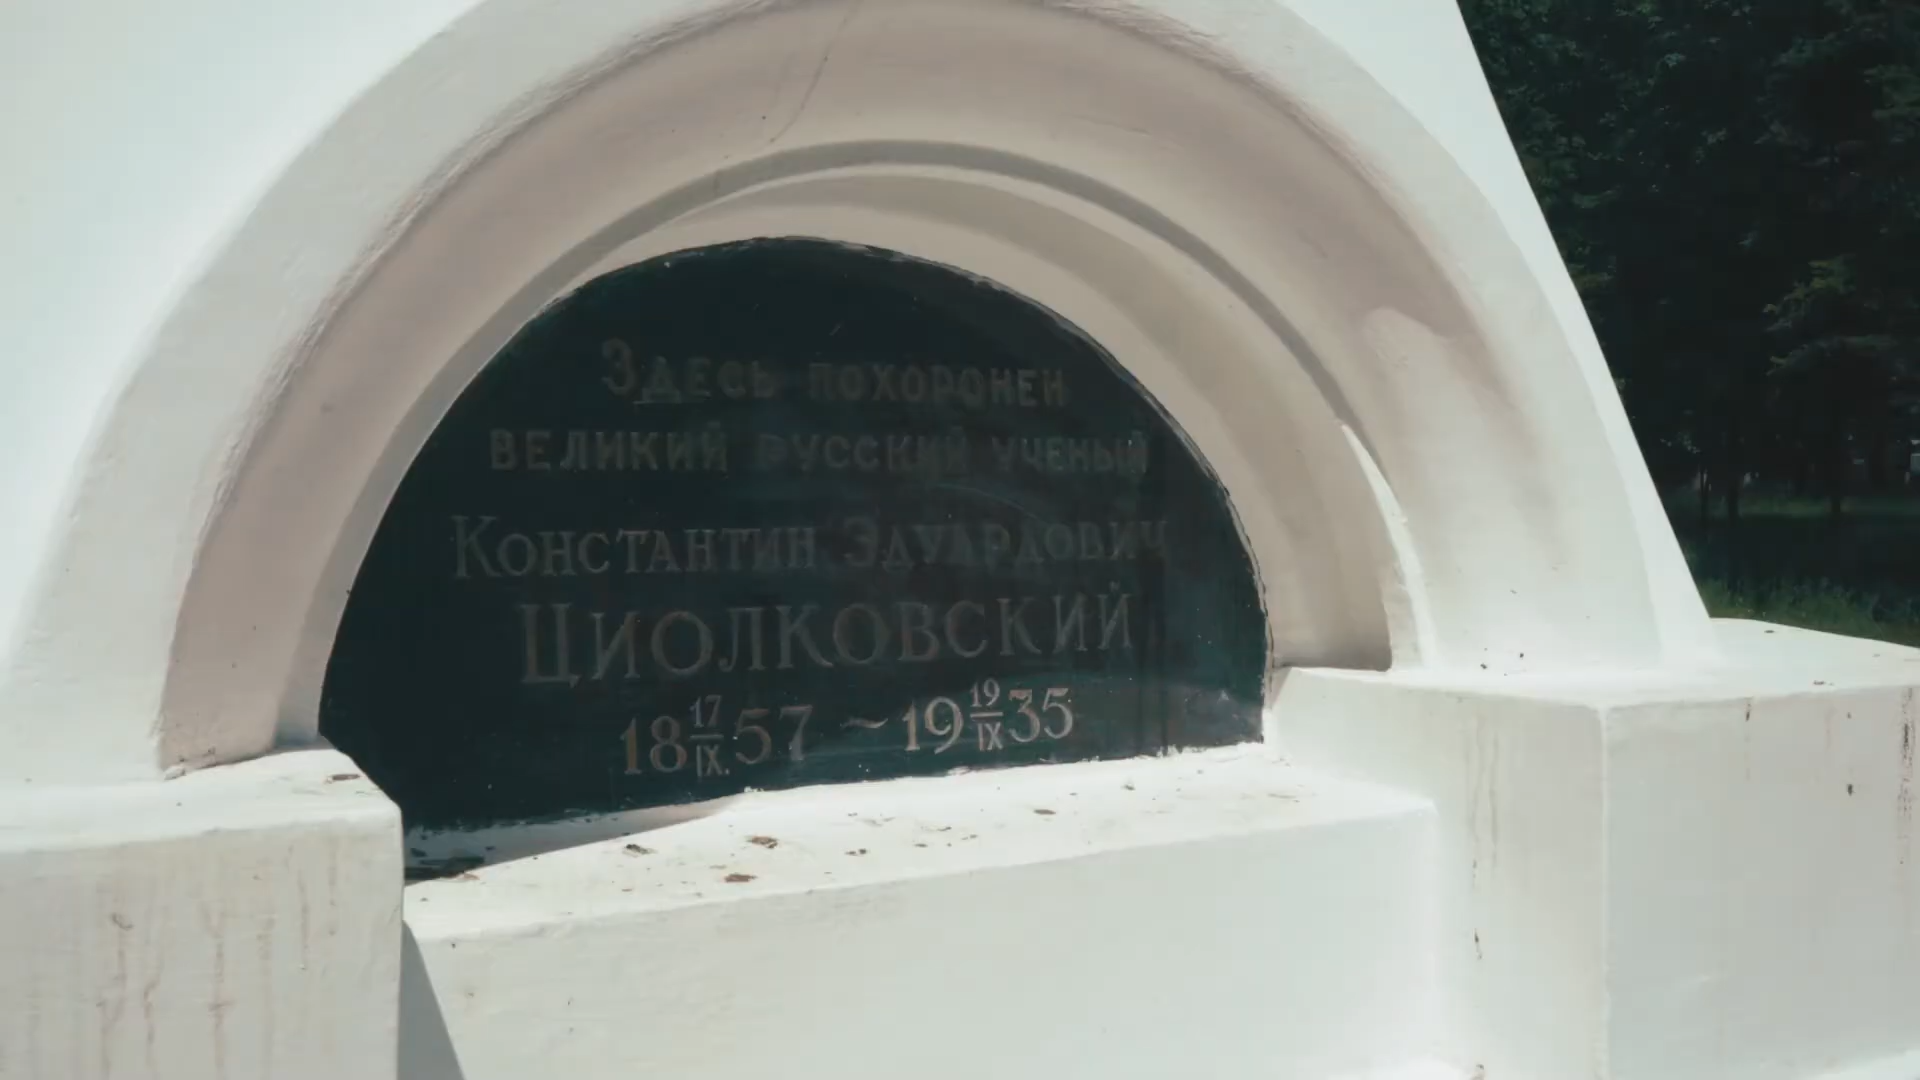 Здесь похоронен
великий русский ученый
Константин Эдуардович
Циолковский
18 17/IX. 57 ~ 19 19/IX 35